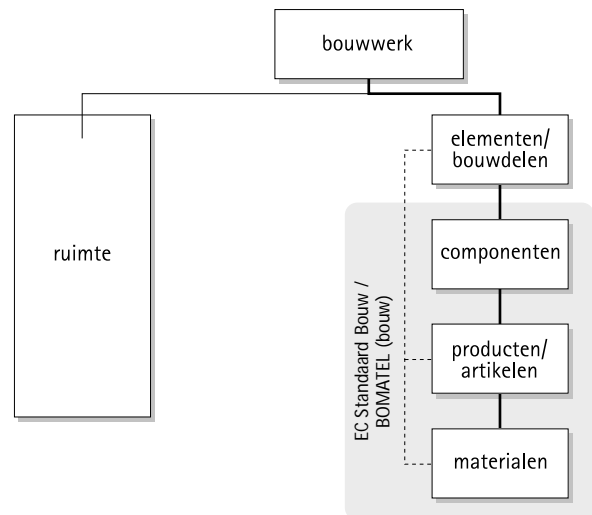 bouwwerk
elementen/
bouwdelen
ruimte
componenten
EC Standaard Bouw /
BOMATEL (bouw)
producten/
artikelen
materialen